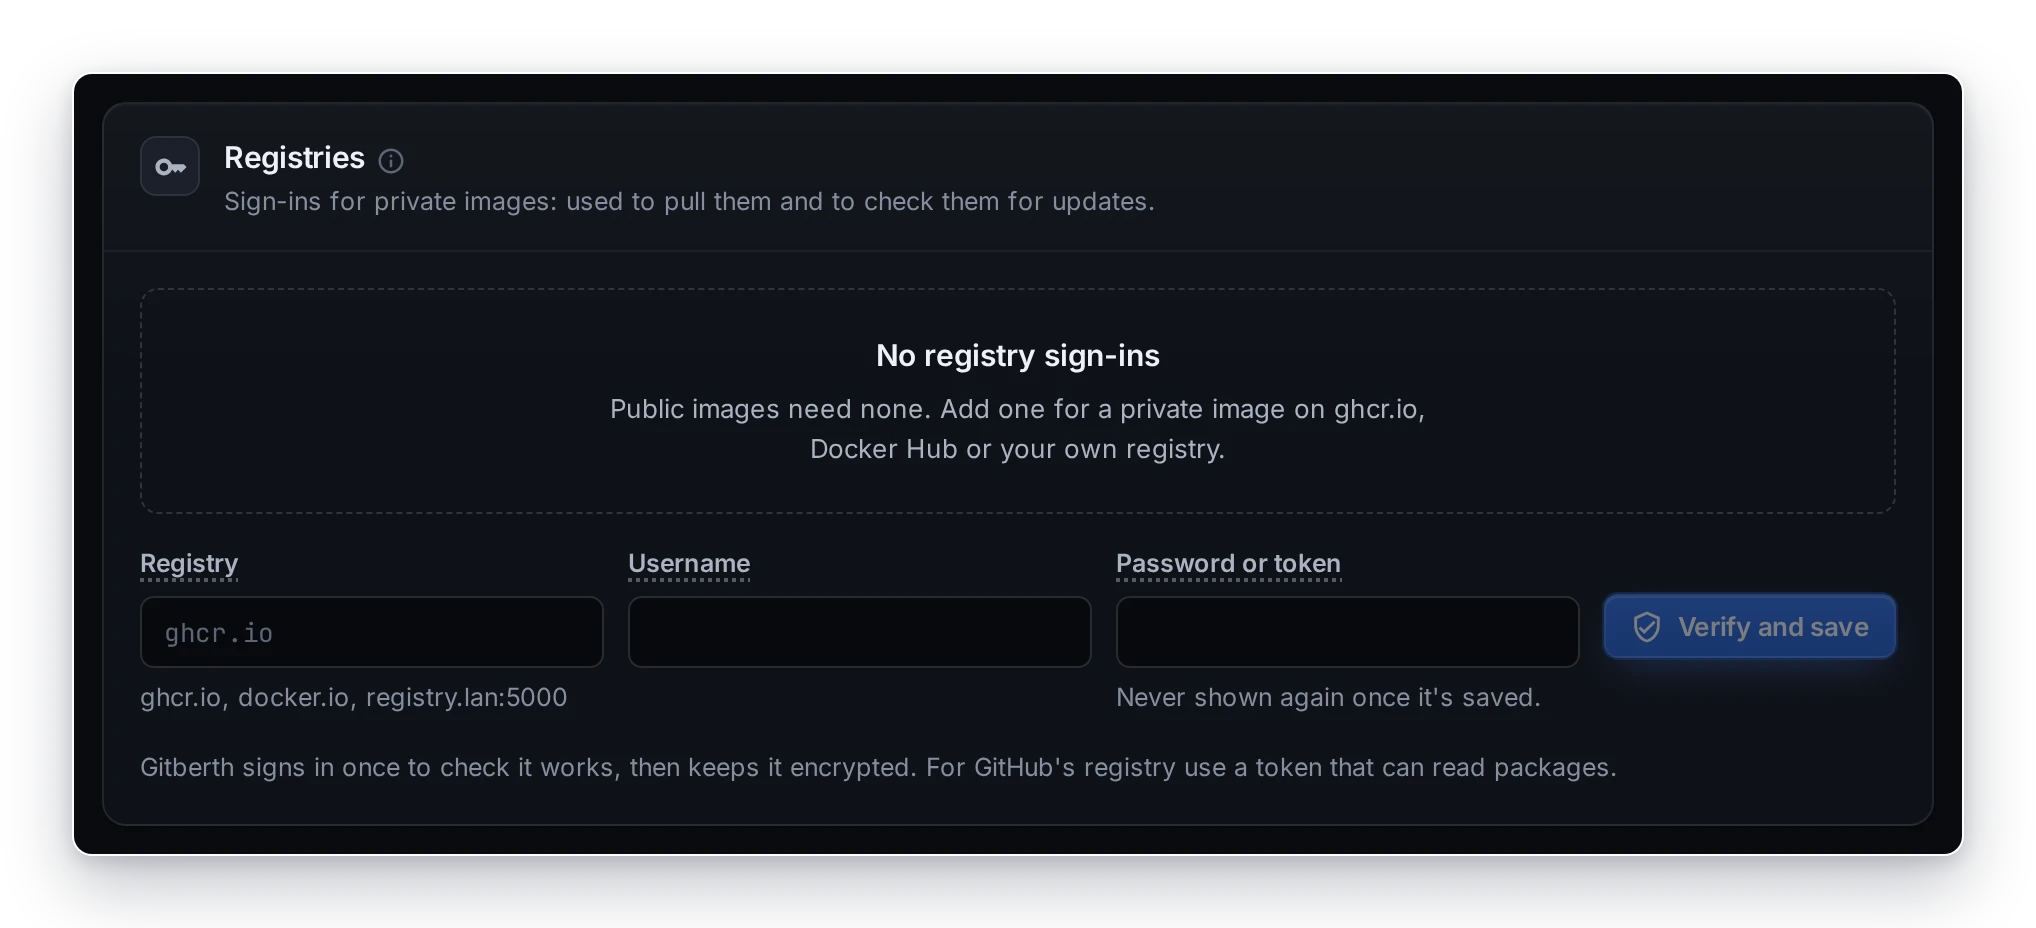 Registries
Sign-ins for private images: used to pull them and to check them for updates.
No registry sign-ins
Public images need none. Add one for a private image on ghcr.io,
Docker Hub or your own registry.
Registry
Username
Password or token
ghcr.io
Verify and save
ghcr.io, docker.io, registry.lan:5000
Never shown again once it's saved.
Gitberth signs in once to check it works, then keeps it encrypted. For GitHub's registry use a token that can read packages.